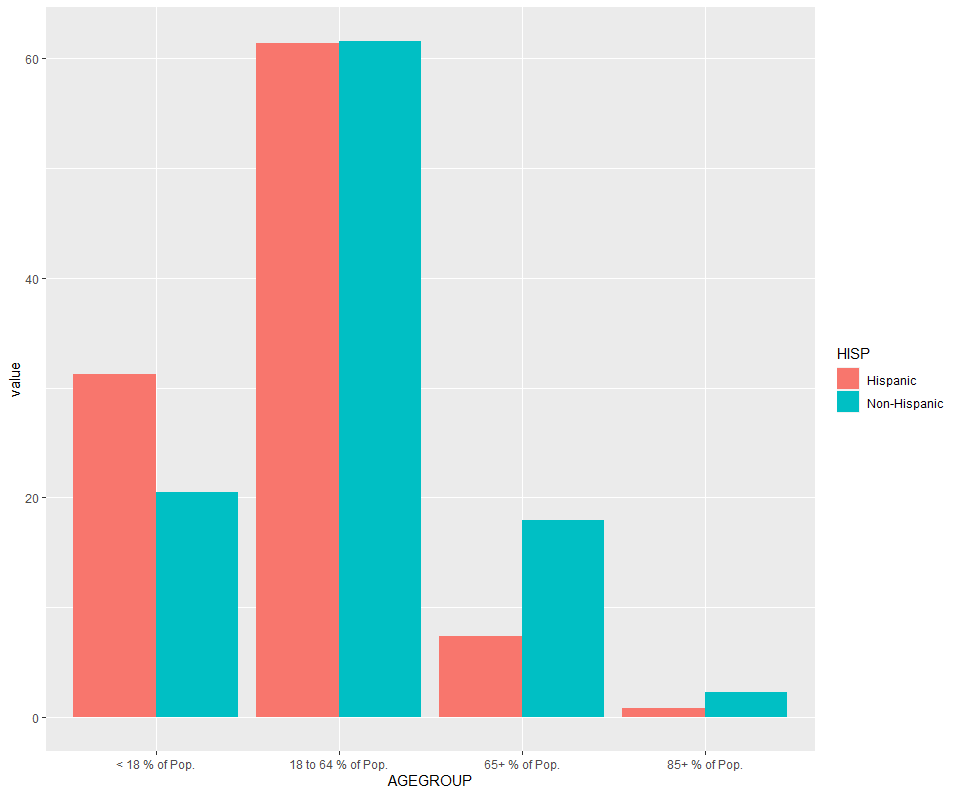 60
40
20
0
value
< 18 % of Pop.
18 to 64 % of Pop.
65+ % of Pop.
85+ % of Pop.
AGEGROUP
HISP
Hispanic
Non-Hispanic